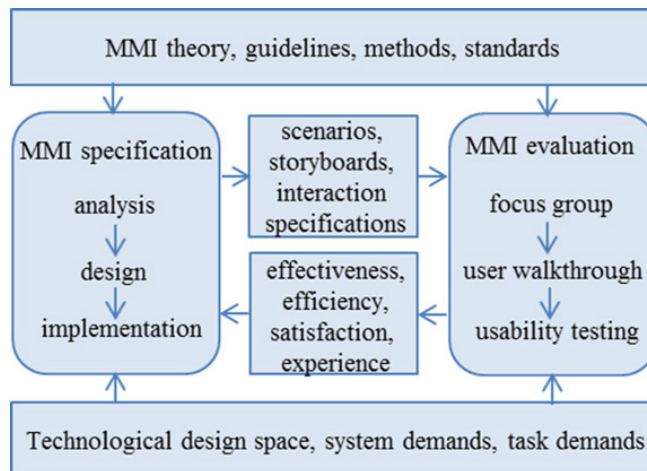 MMI theory, guidelines, methods, standards
MMI specification
analysis
design
implementation
scenarios,
storyboards,
interaction
specifications
effectiveness,
efficiency,
satisfaction,
experience
MMI evaluation
focus group
user walkthrough
usability testing
Technological design space, system demands, task demands